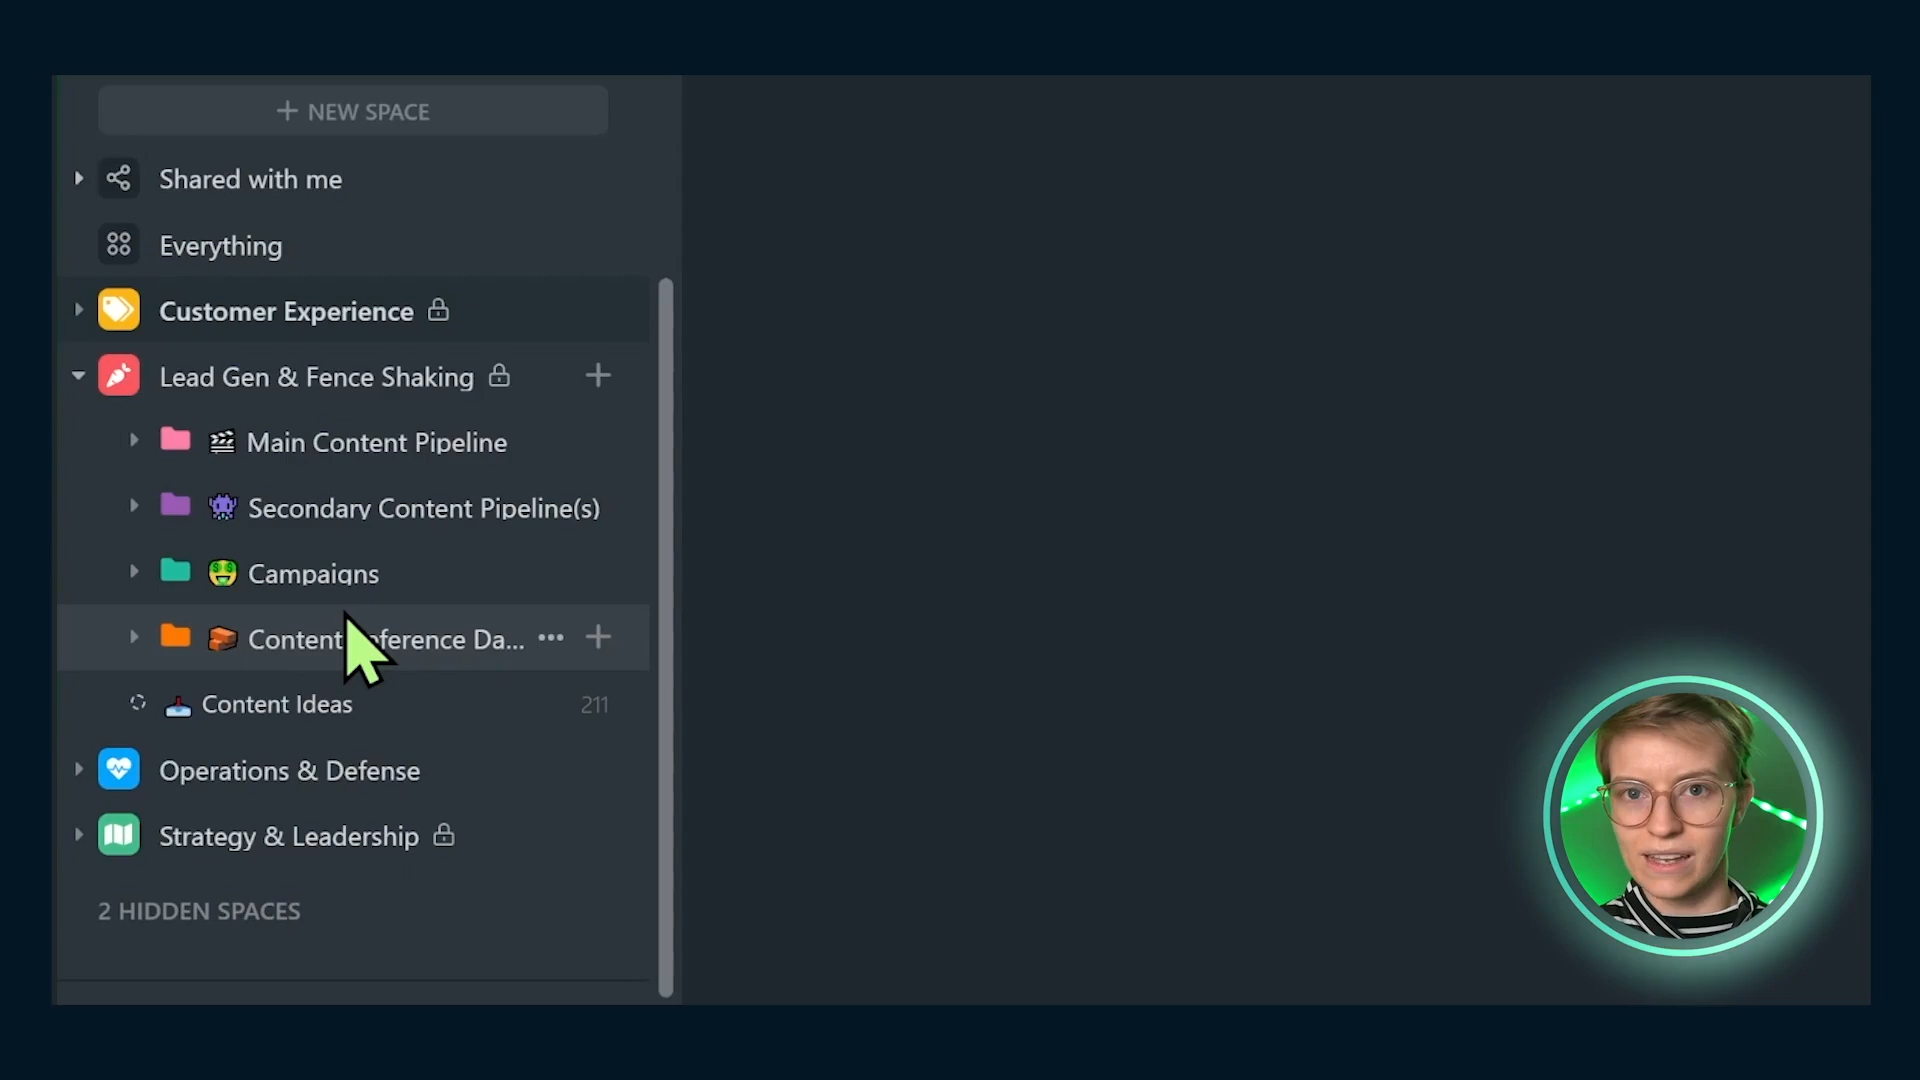 + NEW SPACE
Shared with me
Everything
Customer Experience
Lead Gen & Fence Shaking
Main Content Pipeline
Secondary Content Pipeline(s)
Campaigns
Content ference Da...
Content Ideas 211
Operations & Defense
Strategy & Leadership
2 HIDDEN SPACES